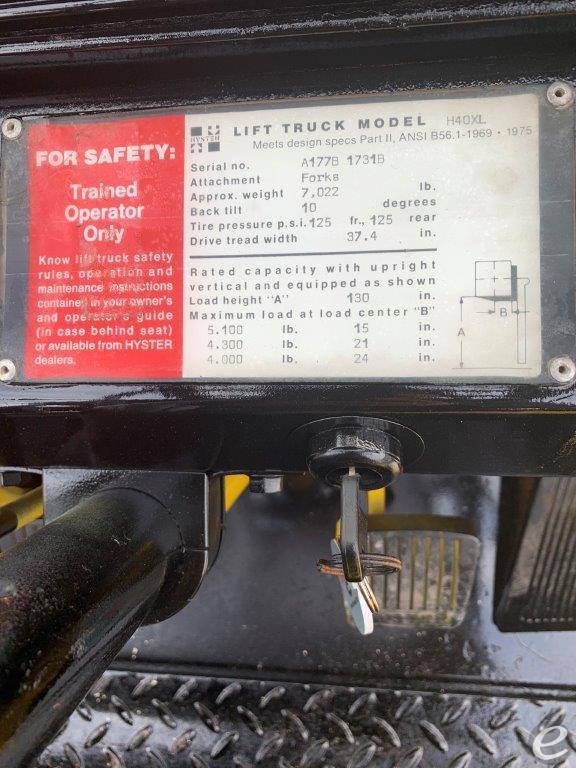 FOR SAFETY:
Trained
Operator
Only
Know lift truck safety
rules, operation and
maintenance instructions
contained in your owner's
and operator's guide
(in case behind seat)
or available from HYSTER
dealers.
HYSTER
LIFT TRUCK MODEL H40XL
Meets design specs Part II, ANSI B56.1-1969 • 1975
Serial no. A177B 1731B
Attachment Forks
Approx. weight 7,022 lb.
Back tilt 10 degrees
Tire pressure p.s.i. 125 fr., 125 rear
Drive tread width 37.4 in.
Rated capacity with upright
vertical and equipped as shown
Load height "A" 130 in.
Maximum load at load center "B"
5.100 lb. 15 in.
4.300 lb. 21 in.
4.000 lb. 24 in.
A
B
e